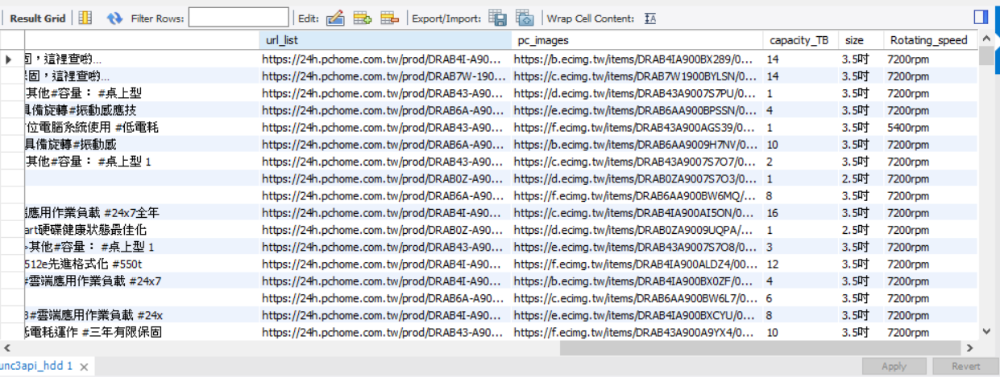 Result Grid Filter Rows: Edit: Export/Import: Wrap Cell Content:
url_list pc_images capacity_TB size Rotating_speed
固，這裡查喲... https://24h.pchome.com.tw/prod/DRAB4I-A90... https://b.ecimg.tw/items/DRAB4IA900BX289/0... 14 3.5吋 7200rpm
保固，這裡查喲... https://24h.pchome.com.tw/prod/DRAB7W-190... https://c.ecimg.tw/items/DRAB7W1900BYLSN/0... 14 3.5吋 7200rpm
其他#容量： #桌上型 https://24h.pchome.com.tw/prod/DRAB43-A90... https://d.ecimg.tw/items/DRAB43A9007S7PU/0... 1 3.5吋 7200rpm
具備旋轉#振動感應技 https://24h.pchome.com.tw/prod/DRAB6A-A90... https://e.ecimg.tw/items/DRAB6AA900BPSSN/0... 4 3.5吋 7200rpm
位電腦系統使用 #低電耗 https://24h.pchome.com.tw/prod/DRAB43-A90... https://f.ecimg.tw/items/DRAB43A900AGS39/0... 1 3.5吋 5400rpm
具備旋轉#振動感 https://24h.pchome.com.tw/prod/DRAB6A-A90... https://b.ecimg.tw/items/DRAB6AA9009H7NV/0... 10 3.5吋 7200rpm
其他#容量： #桌上型 1 https://24h.pchome.com.tw/prod/DRAB43-A90... https://c.ecimg.tw/items/DRAB43A9007S7O7/0... 2 3.5吋 7200rpm
https://24h.pchome.com.tw/prod/DRAB0Z-A90... https://d.ecimg.tw/items/DRAB0ZA9007S7O3/0... 1 2.5吋 7200rpm
https://24h.pchome.com.tw/prod/DRAB6A-A90... https://f.ecimg.tw/items/DRAB6AA900BW6MQ/... 8 3.5吋 7200rpm
應用作業負載 #24x7全年 https://24h.pchome.com.tw/prod/DRAB4I-A90... https://c.ecimg.tw/items/DRAB4IA900AI5ON/0... 16 3.5吋 7200rpm
art硬碟健康狀態最佳化 https://24h.pchome.com.tw/prod/DRAB0Z-A90... https://d.ecimg.tw/items/DRAB0ZA9009UQPA/... 1 2.5吋 7200rpm
>其他#容量： #桌上型 1 https://24h.pchome.com.tw/prod/DRAB43-A90... https://e.ecimg.tw/items/DRAB43A9007S7O8/0... 3 3.5吋 7200rpm
512e先進格式化 #550t https://24h.pchome.com.tw/prod/DRAB4I-A90... https://f.ecimg.tw/items/DRAB4IA900ALDZ4/00... 12 3.5吋 7200rpm
#雲端應用作業負載 #24x7 https://24h.pchome.com.tw/prod/DRAB4I-A90... https://b.ecimg.tw/items/DRAB4IA900BX0ZF/0... 4 3.5吋 7200rpm
https://24h.pchome.com.tw/prod/DRAB6A-A90... https://c.ecimg.tw/items/DRAB6AA900BW6L7/0... 6 3.5吋 7200rpm
3#雲端應用作業負載 #24x https://24h.pchome.com.tw/prod/DRAB4I-A90... https://e.ecimg.tw/items/DRAB4IA900BXCYU/0... 8 3.5吋 7200rpm
低電耗運作 #三年有限保固 https://24h.pchome.com.tw/prod/DRAB43-A90... https://f.ecimg.tw/items/DRAB43A900A9YX4/0... 10 3.5吋 7200rpm
unc3api_hdd 1 Apply Revert